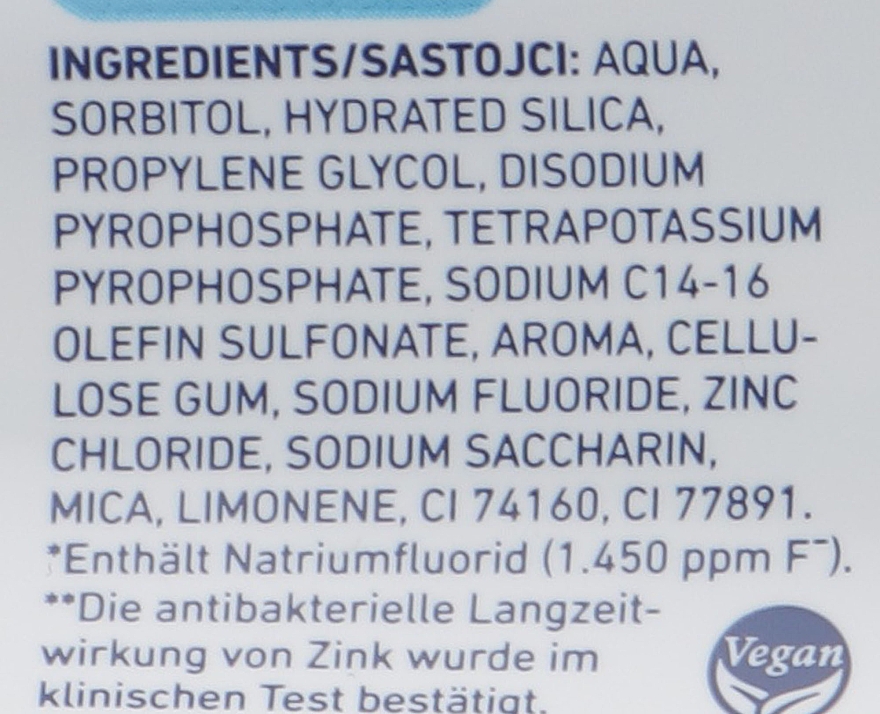 INGREDIENTS/SASTOJCI: AQUA,
SORBITOL, HYDRATED SILICA,
PROPYLENE GLYCOL, DISODIUM
PYROPHOSPHATE, TETRAPOTASSIUM
PYROPHOSPHATE, SODIUM C14-16
OLEFIN SULFONATE, AROMA, CELLU-
LOSE GUM, SODIUM FLUORIDE, ZINC
CHLORIDE, SODIUM SACCHARIN,
MICA, LIMONENE, CI 74160, CI 77891.
*Enthält Natriumfluorid (1.450 ppm F⁻).
**Die antibakterielle Langzeit-
wirkung von Zink wurde im
klinischen Test bestätigt.
Vegan